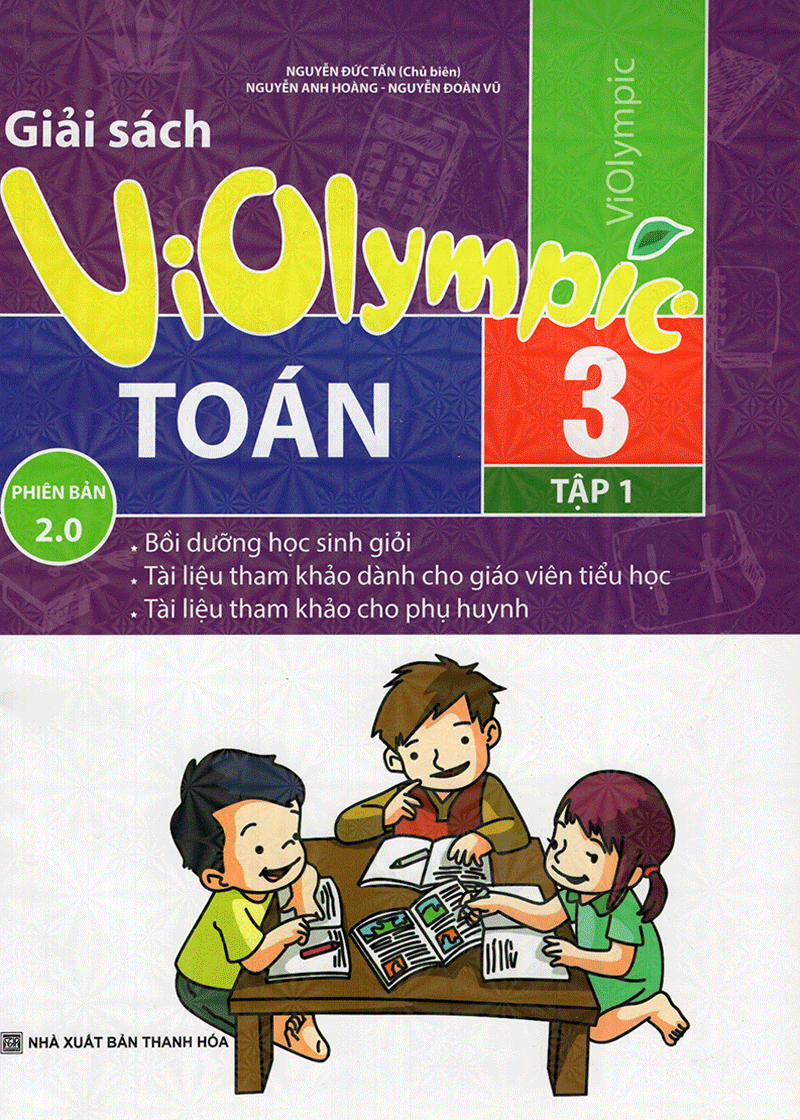 NGUYỄN ĐỨC TẤN (Chủ biên)
NGUYỄN ANH HOÀNG - NGUYỄN ĐOÀN VŨ
Giải sách
ViOlympic
ViOlympic
TOÁN
3
TẬP 1
PHIÊN BẢN
2.0
Bồi dưỡng học sinh giỏi
Tài liệu tham khảo dành cho giáo viên tiểu học
Tài liệu tham khảo cho phụ huynh
NHÀ XUẤT BẢN THANH HÓA